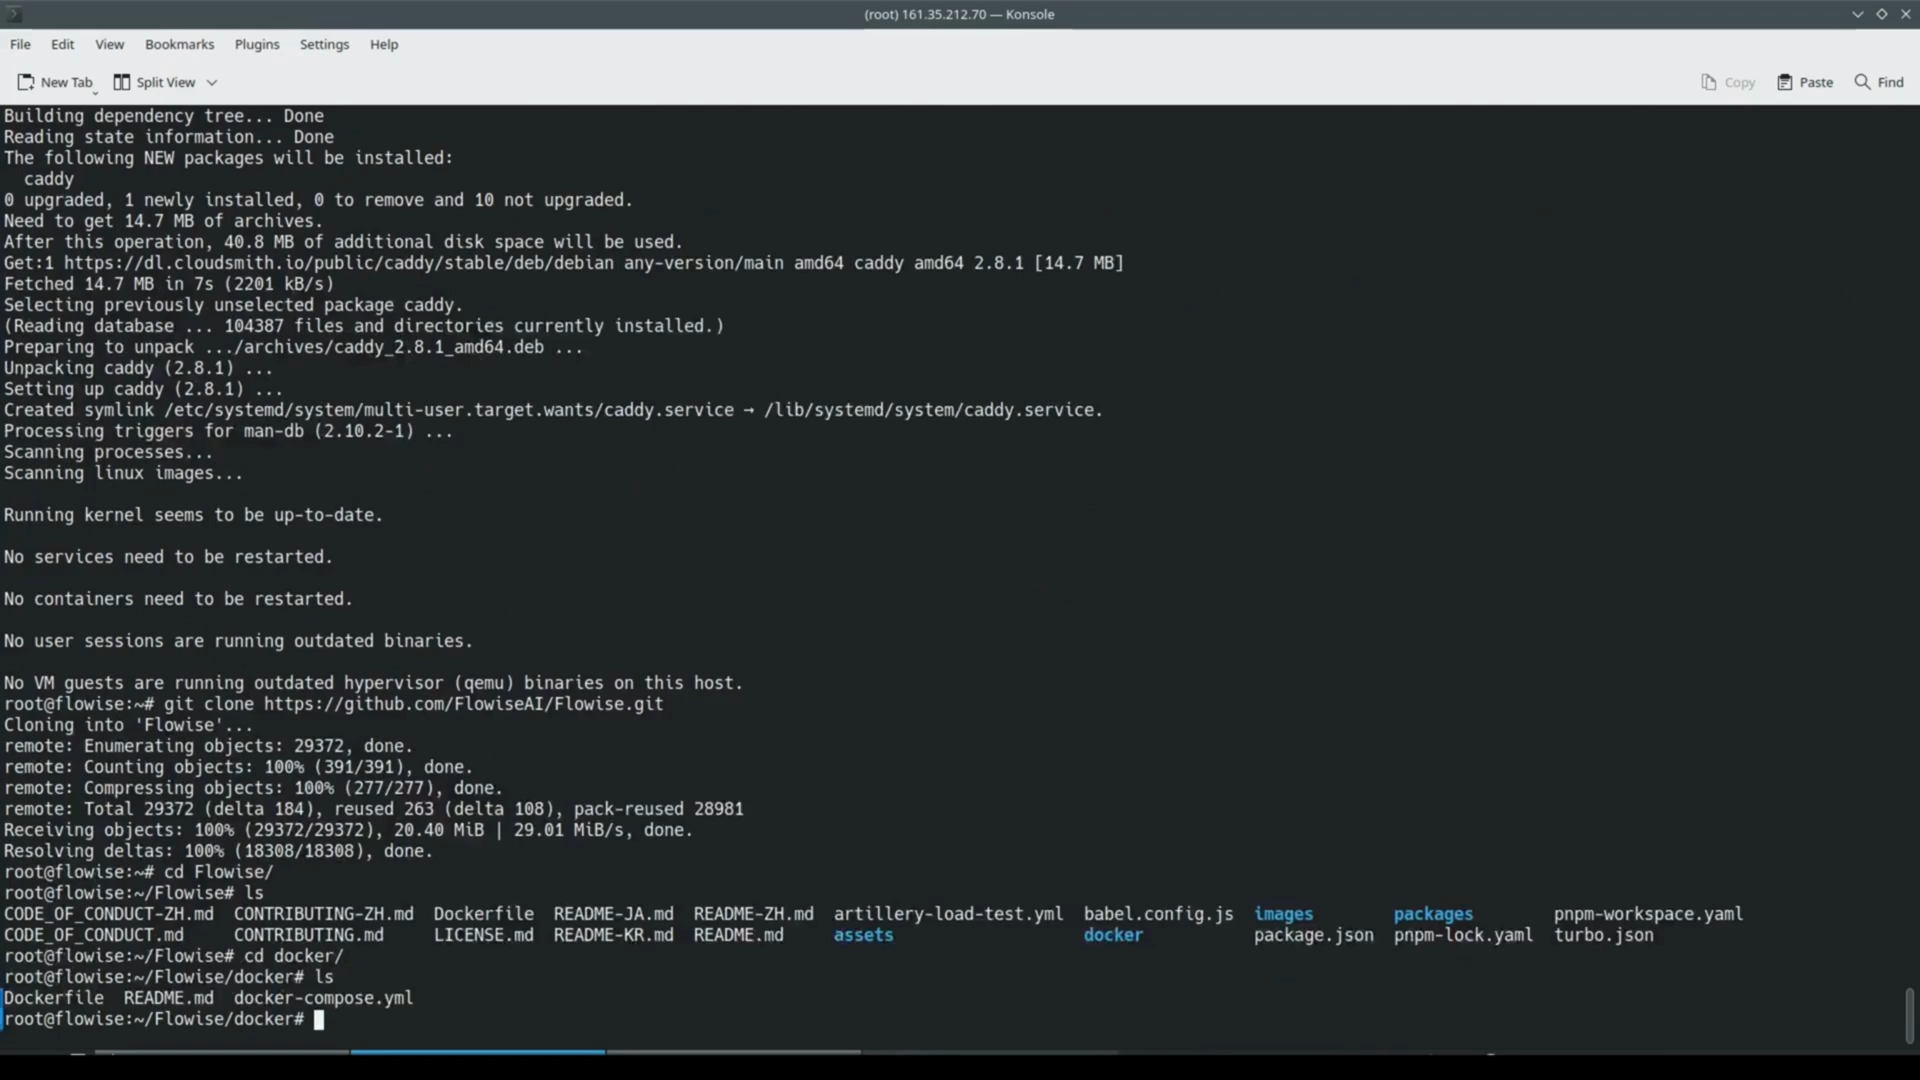 (root) 161.35.212.70 — Konsole
File Edit View Bookmarks Plugins Settings Help
New Tab Split View Copy Paste Find
Building dependency tree... Done
Reading state information... Done
The following NEW packages will be installed:
  caddy
0 upgraded, 1 newly installed, 0 to remove and 10 not upgraded.
Need to get 14.7 MB of archives.
After this operation, 40.8 MB of additional disk space will be used.
Get:1 https://dl.cloudsmith.io/public/caddy/stable/deb/debian any-version/main amd64 caddy amd64 2.8.1 [14.7 MB]
Fetched 14.7 MB in 7s (2201 kB/s)
Selecting previously unselected package caddy.
(Reading database ... 104387 files and directories currently installed.)
Preparing to unpack .../archives/caddy_2.8.1_amd64.deb ...
Unpacking caddy (2.8.1) ...
Setting up caddy (2.8.1) ...
Created symlink /etc/systemd/system/multi-user.target.wants/caddy.service → /lib/systemd/system/caddy.service.
Processing triggers for man-db (2.10.2-1) ...
Scanning processes...
Scanning linux images...
Running kernel seems to be up-to-date.
No services need to be restarted.
No containers need to be restarted.
No user sessions are running outdated binaries.
No VM guests are running outdated hypervisor (qemu) binaries on this host.
root@flowise:~# git clone https://github.com/FlowiseAI/Flowise.git
Cloning into 'Flowise'...
remote: Enumerating objects: 29372, done.
remote: Counting objects: 100% (391/391), done.
remote: Compressing objects: 100% (277/277), done.
remote: Total 29372 (delta 184), reused 263 (delta 108), pack-reused 28981
Receiving objects: 100% (29372/29372), 20.40 MiB | 29.01 MiB/s, done.
Resolving deltas: 100% (18308/18308), done.
root@flowise:~# cd Flowise/
root@flowise:~/Flowise# ls
CODE_OF_CONDUCT-ZH.md CONTRIBUTING-ZH.md Dockerfile README-JA.md README-ZH.md artillery-load-test.yml babel.config.js images packages pnpm-workspace.yaml
CODE_OF_CONDUCT.md CONTRIBUTING.md LICENSE.md README-KR.md README.md assets docker package.json pnpm-lock.yaml turbo.json
root@flowise:~/Flowise# cd docker/
root@flowise:~/Flowise/docker# ls
Dockerfile README.md docker-compose.yml
root@flowise:~/Flowise/docker#